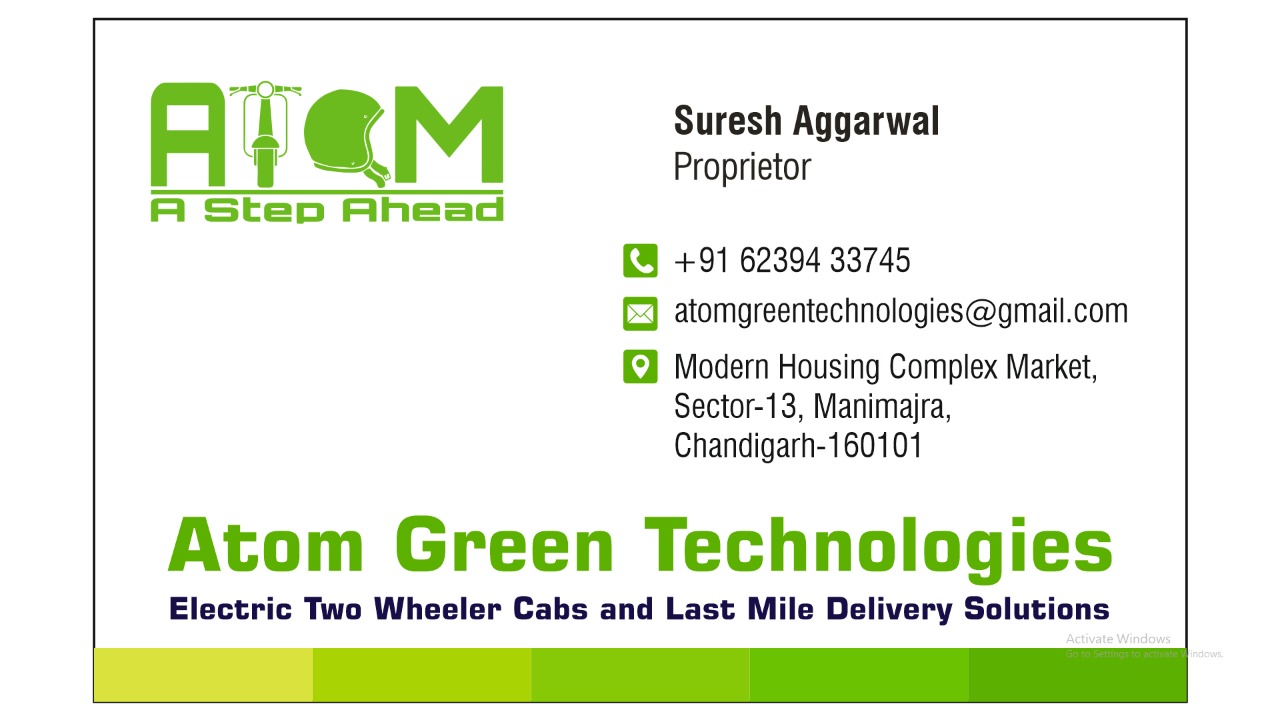 ATOM
A Step Ahead
Suresh Aggarwal
Proprietor
+91 62394 33745
atomgreentechnologies@gmail.com
Modern Housing Complex Market,
Sector-13, Manimajra,
Chandigarh-160101
Atom Green Technologies
Electric Two Wheeler Cabs and Last Mile Delivery Solutions
Activate Windows
Go to Settings to activate Windows.